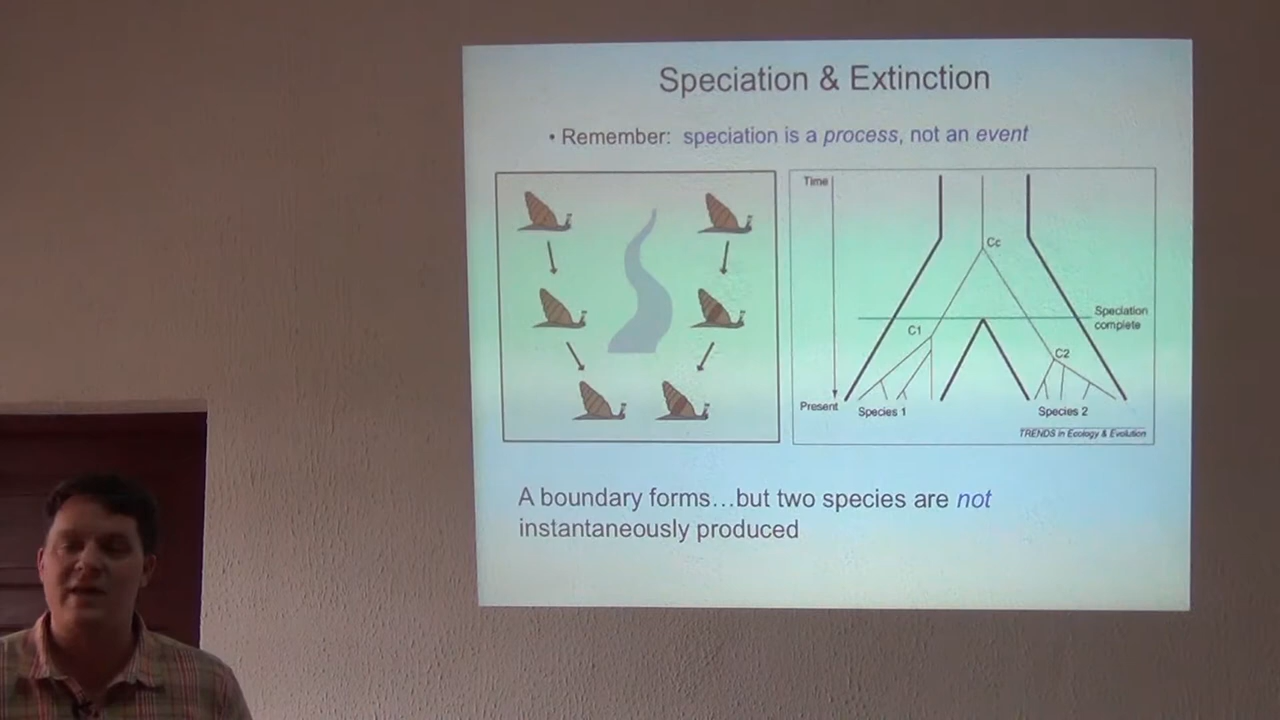 Speciation & Extinction
• Remember: speciation is a process, not an event
Time
Cc
Speciation
complete
C1
C2
Present
Species 1
Species 2
TRENDS in Ecology & Evolution
A boundary forms…but two species are not
instantaneously produced